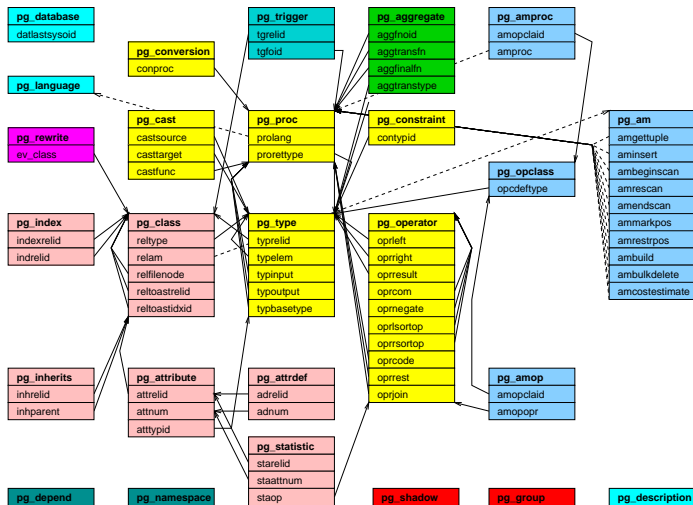 pg_database
datlastsysoid
pg_language
pg_rewrite
ev_class
pg_index
indexrelid
indrelid
pg_inherits
inhrelid
inhparent
pg_depend
pg_conversion
conproc
pg_cast
castsource
casttarget
castfunc
pg_class
reltype
relam
relfilenode
reltoastrelid
reltoastidxid
pg_attribute
attrelid
attnum
atttypid
pg_namespace
pg_trigger
tgrelid
tgfoid
pg_proc
prolang
prorettype
pg_type
typrelid
typelem
typinput
typoutput
typbasetype
pg_attrdef
adrelid
adnum
pg_statistic
starelid
staattnum
staop
pg_aggregate
aggfnoid
aggtransfn
aggfinalfn
aggtranstype
pg_constraint
contypid
pg_operator
oprleft
oprright
oprresult
oprcom
oprnegate
oprlsortop
oprrsortop
oprcode
oprrest
oprjoin
pg_shadow
pg_amproc
amopclaid
amproc
pg_opclass
opcdeftype
pg_amop
amopclaid
amopopr
pg_group
pg_am
amgettuple
aminsert
ambeginscan
amrescan
amendscan
ammarkpos
amrestrpos
ambuild
ambulkdelete
amcostestimate
pg_description